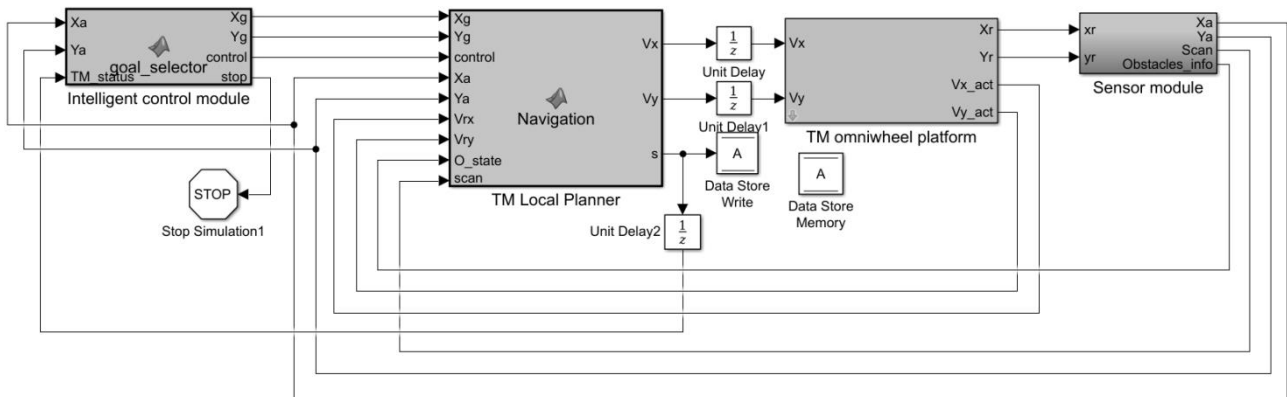 Xa
Ya
TM_status
goal_selector
Xg
Yg
control
stop
Intelligent control module
STOP
Stop Simulation1
Xg
Yg
control
Xa
Ya
Vrx
Vry
O_state
scan
Navigation
Vx
Vy
s
TM Local Planner
1
z
Unit Delay
1
z
Unit Delay1
A
Data Store
Write
Unit Delay2
1
z
Vx
Vy
Xr
Yr
Vx_act
Vy_act
TM omniwheel platform
A
Data Store
Memory
xr
yr
Xa
Ya
Scan
Obstacles_info
Sensor module